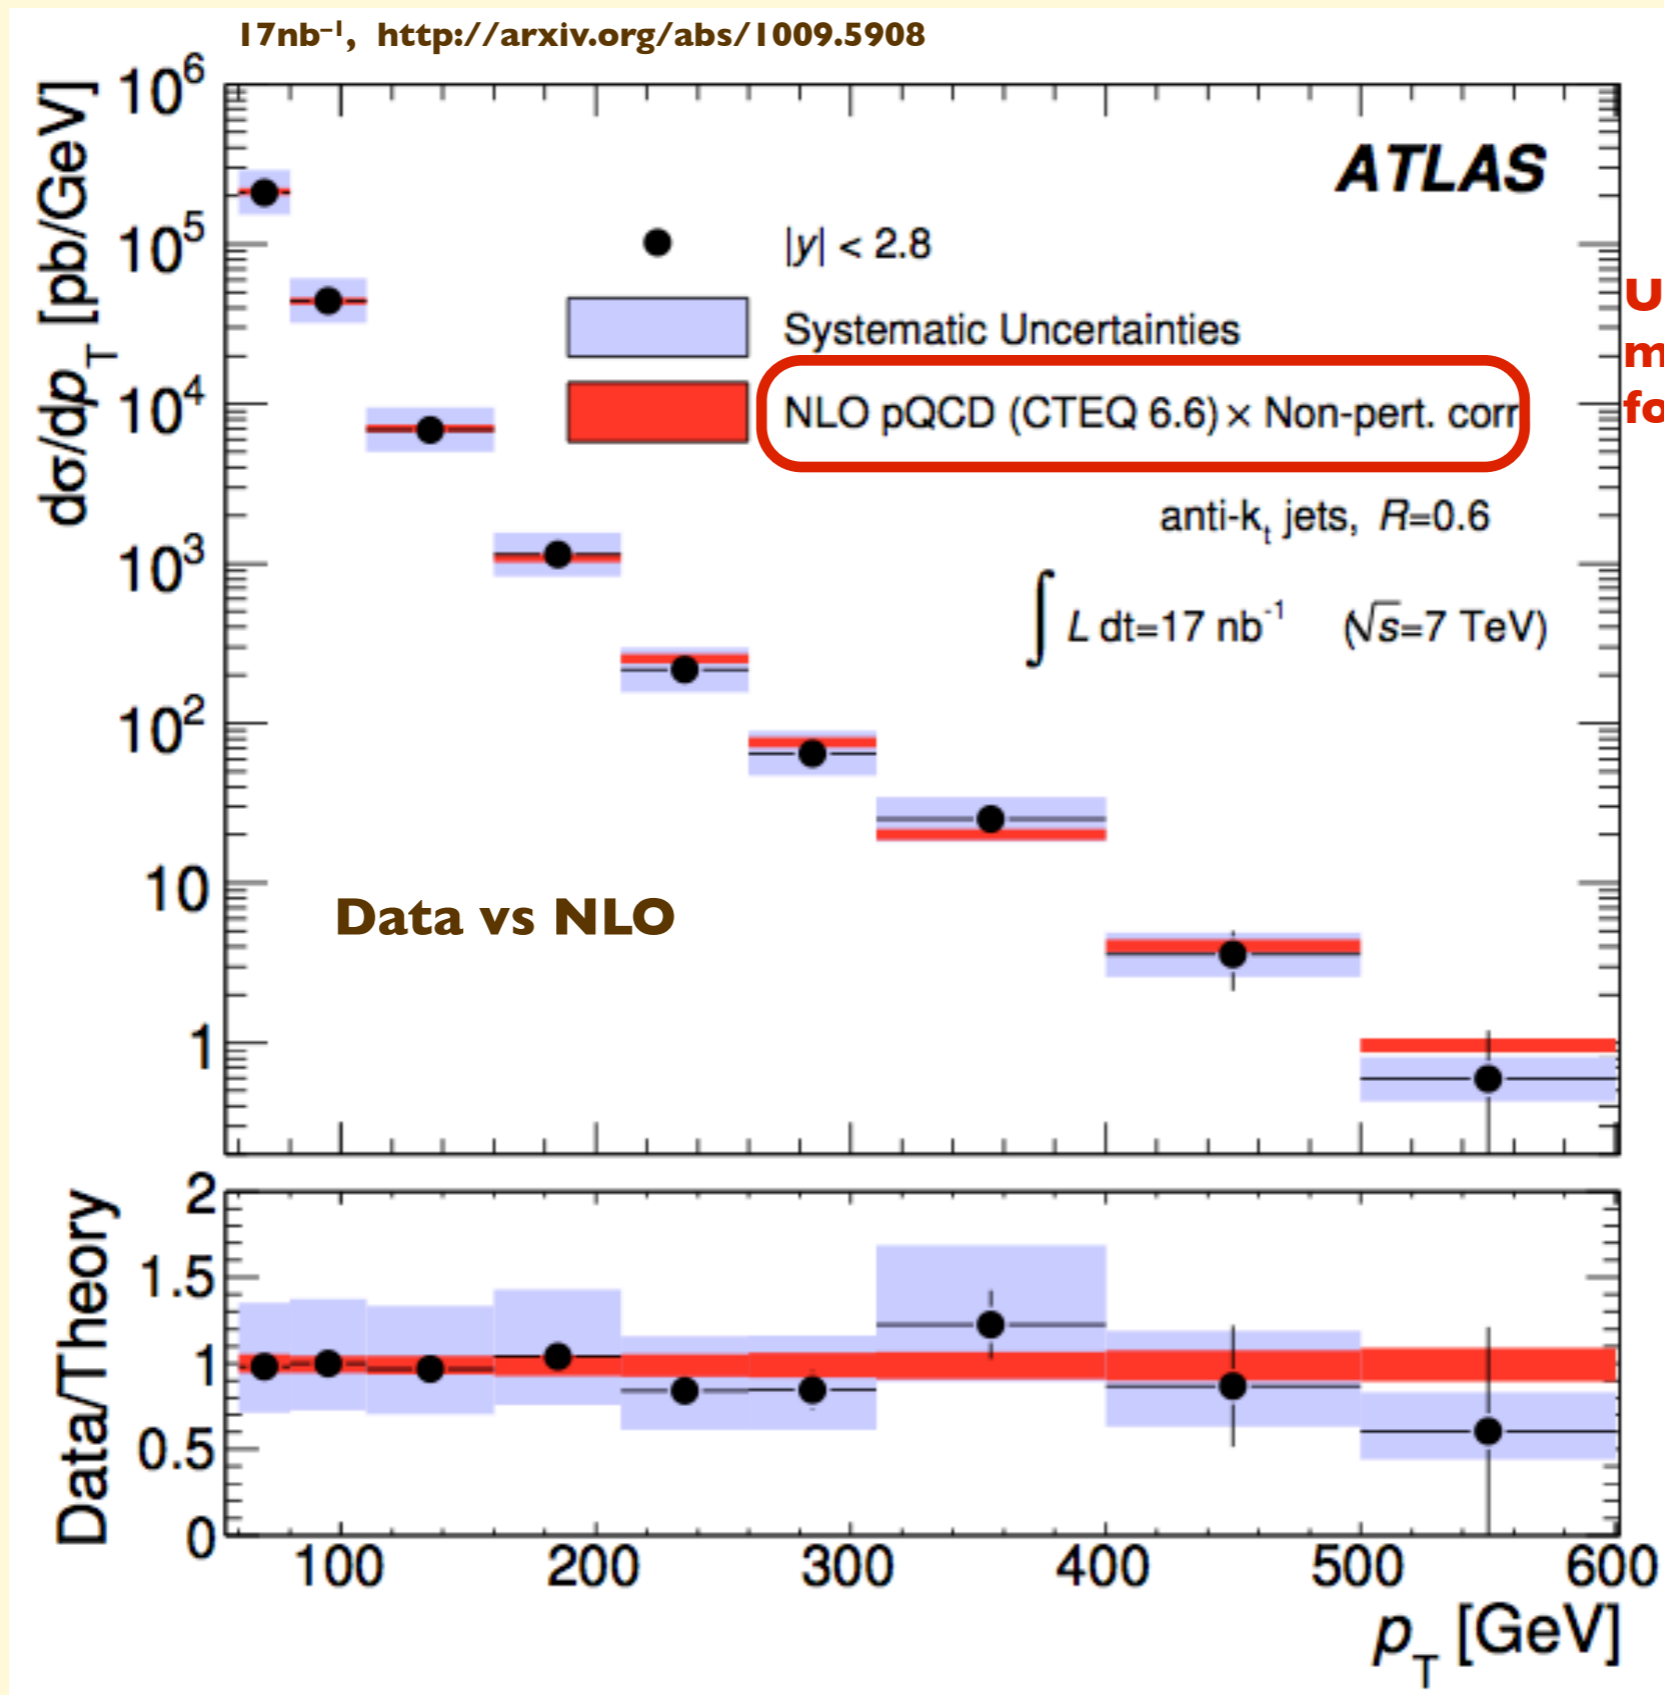 17nb⁻¹, http://arxiv.org/abs/1009.5908
dσ/dp_T [pb/GeV]
10⁶
10⁵
10⁴
10³
10²
10
1
ATLAS
|y| < 2.8
Systematic Uncertainties
NLO pQCD (CTEQ 6.6) × Non-pert. corr
anti-k_t jets, R=0.6
∫ L dt=17 nb⁻¹ (√s=7 TeV)
Data vs NLO
Data/Theory
2
1.5
1
0.5
0
100 200 300 400 500 600
p_T [GeV]